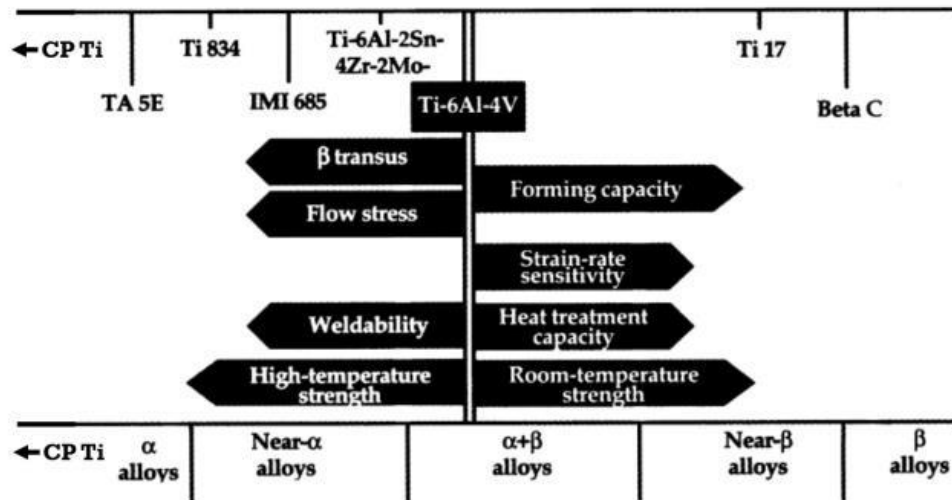 ←CP Ti
TA 5E
Ti 834
IMI 685
Ti-6Al-2Sn-
4Zr-2Mo-
Ti-6Al-4V
Ti 17
Beta C
β transus
Forming capacity
Flow stress
Strain-rate
sensitivity
Weldability
Heat treatment
capacity
High-temperature
strength
Room-temperature
strength
←CP Ti
α
alloys
Near-α
alloys
α+β
alloys
Near-β
alloys
β
alloys